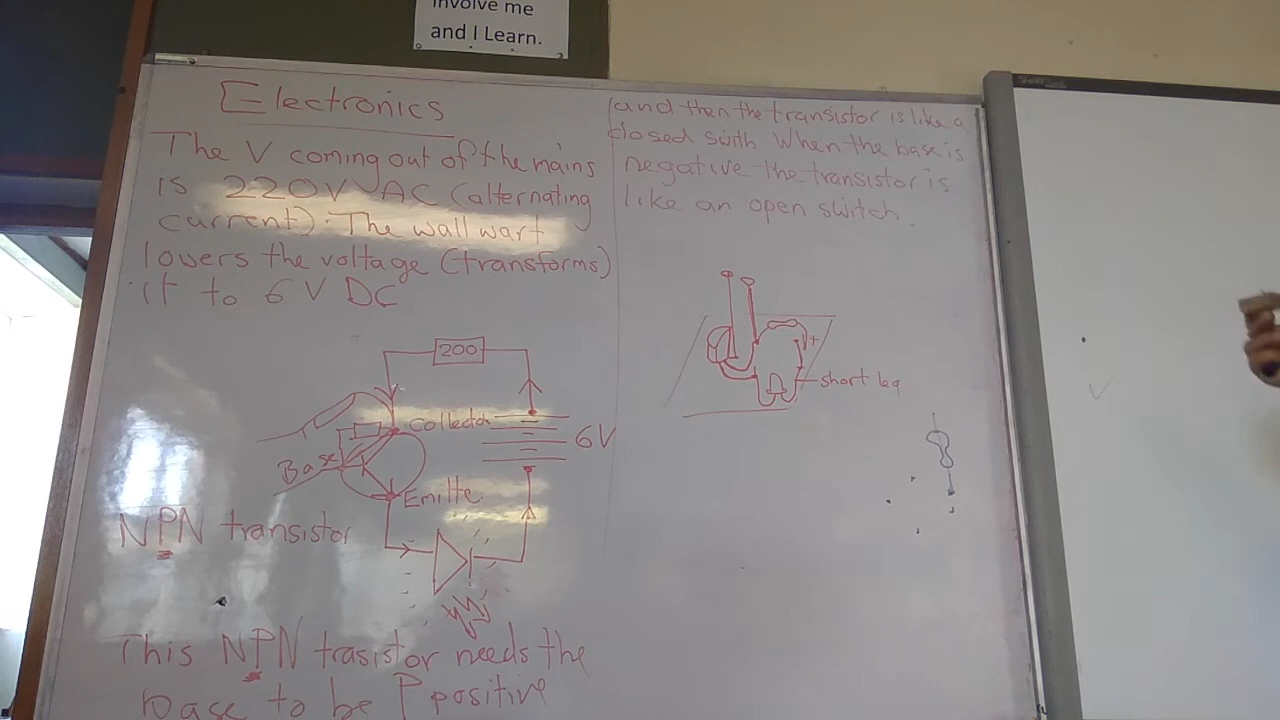 involve me
and I Learn.
Electronics
The V coming out of the mains
is 220V AC (alternating
current). The wall wart
lowers the voltage (transforms)
it to 6 V DC
200
Collector
6V
Base
Emitte
NPN transistor
This NPN trasistor needs the
base to be P positive
and then the transistor is like a
closed swith When the base is
negative the transistor is
like an open switch.
V+
short leg
V